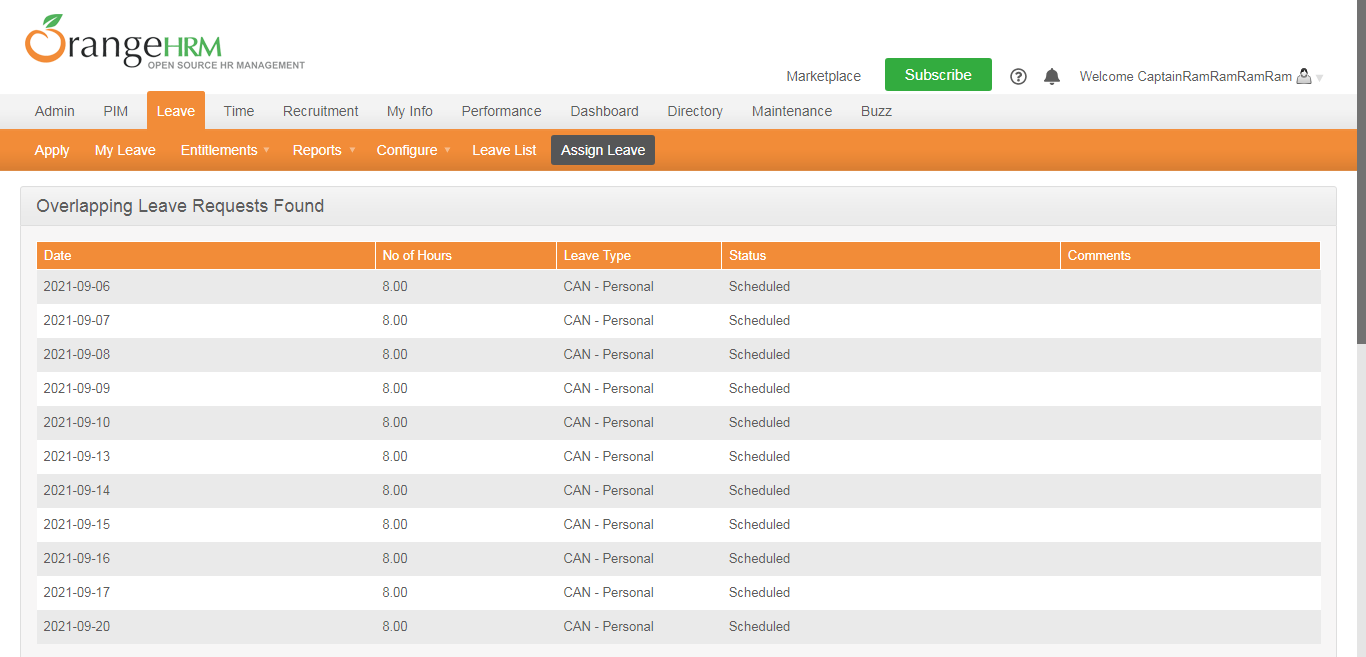 OrangeHRM
OPEN SOURCE HR MANAGEMENT
Marketplace Subscribe Welcome CaptainRamRamRamRam
Admin PIM Leave Time Recruitment My Info Performance Dashboard Directory Maintenance Buzz
Apply My Leave Entitlements Reports Configure Leave List Assign Leave
Overlapping Leave Requests Found
Date No of Hours Leave Type Status Comments
2021-09-06 8.00 CAN - Personal Scheduled
2021-09-07 8.00 CAN - Personal Scheduled
2021-09-08 8.00 CAN - Personal Scheduled
2021-09-09 8.00 CAN - Personal Scheduled
2021-09-10 8.00 CAN - Personal Scheduled
2021-09-13 8.00 CAN - Personal Scheduled
2021-09-14 8.00 CAN - Personal Scheduled
2021-09-15 8.00 CAN - Personal Scheduled
2021-09-16 8.00 CAN - Personal Scheduled
2021-09-17 8.00 CAN - Personal Scheduled
2021-09-20 8.00 CAN - Personal Scheduled